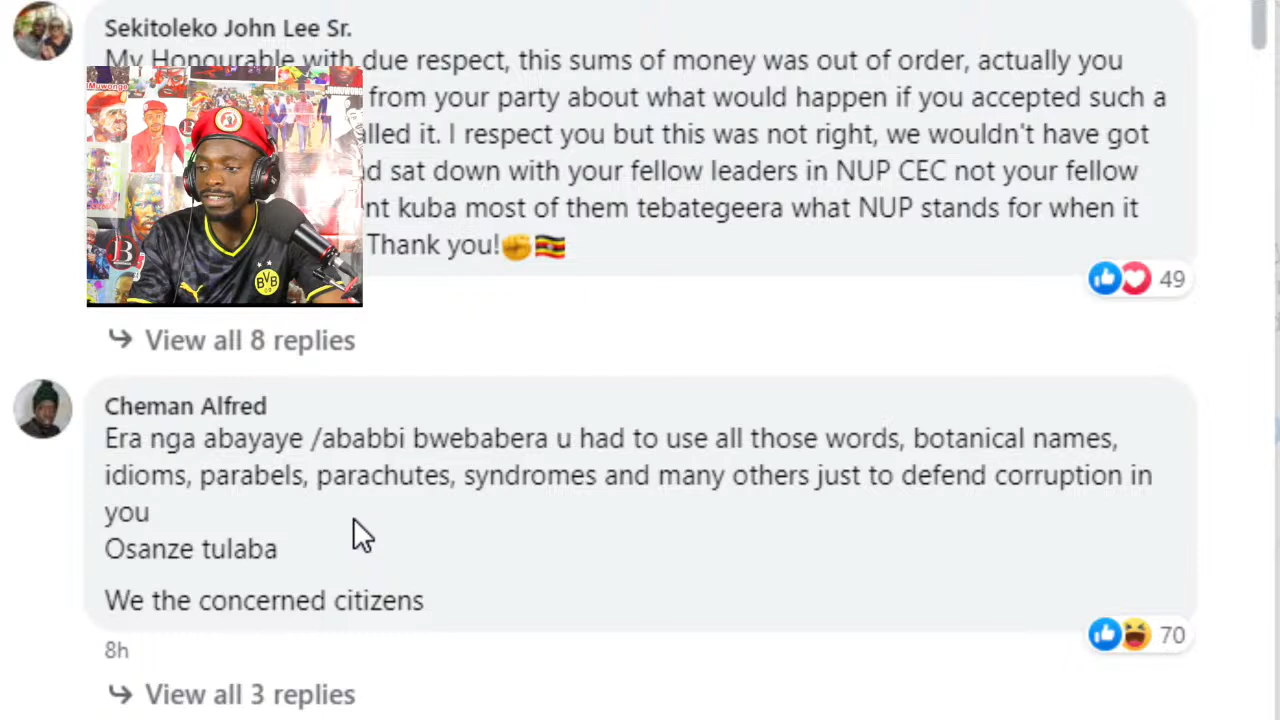 Sekitoleko John Lee Sr.
My Honourable with due respect, this sums of money was out of order, actually you
from your party about what would happen if you accepted such a
lled it. I respect you but this was not right, we wouldn't have got
d sat down with your fellow leaders in NUP CEC not your fellow
nt kuba most of them tebategeera what NUP stands for when it
Thank you!✊🇺🇬
49
BVB
View all 8 replies
Cheman Alfred
Era nga abayaye /ababbi bwebabera u had to use all those words, botanical names,
idioms, parabels, parachutes, syndromes and many others just to defend corruption in
you
Osanze tulaba
We the concerned citizens
70
8h
View all 3 replies